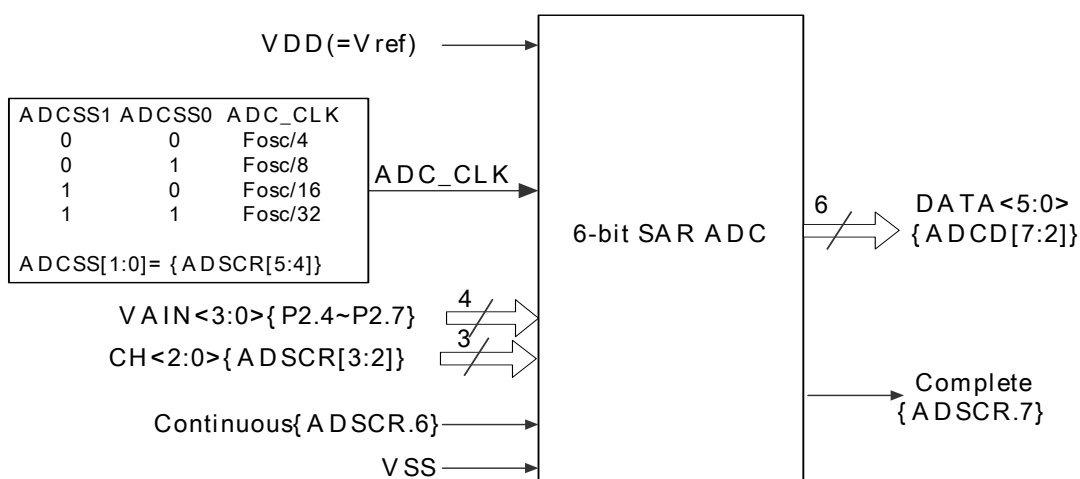 VDD(=Vref)
ADCSS1 ADCSS0 ADC_CLK
0 0 Fosc/4
0 1 Fosc/8
1 0 Fosc/16
1 1 Fosc/32
ADCSS[1:0]= {ADSCR[5:4]}
ADC_CLK
6-bit SAR ADC
6
DATA<5:0>
{ADCD[7:2]}
VAIN<3:0>{P2.4~P2.7}
4
CH<2:0>{ADSCR[3:2]}
3
Complete
{ADSCR.7}
Continuous{ADSCR.6}
VSS